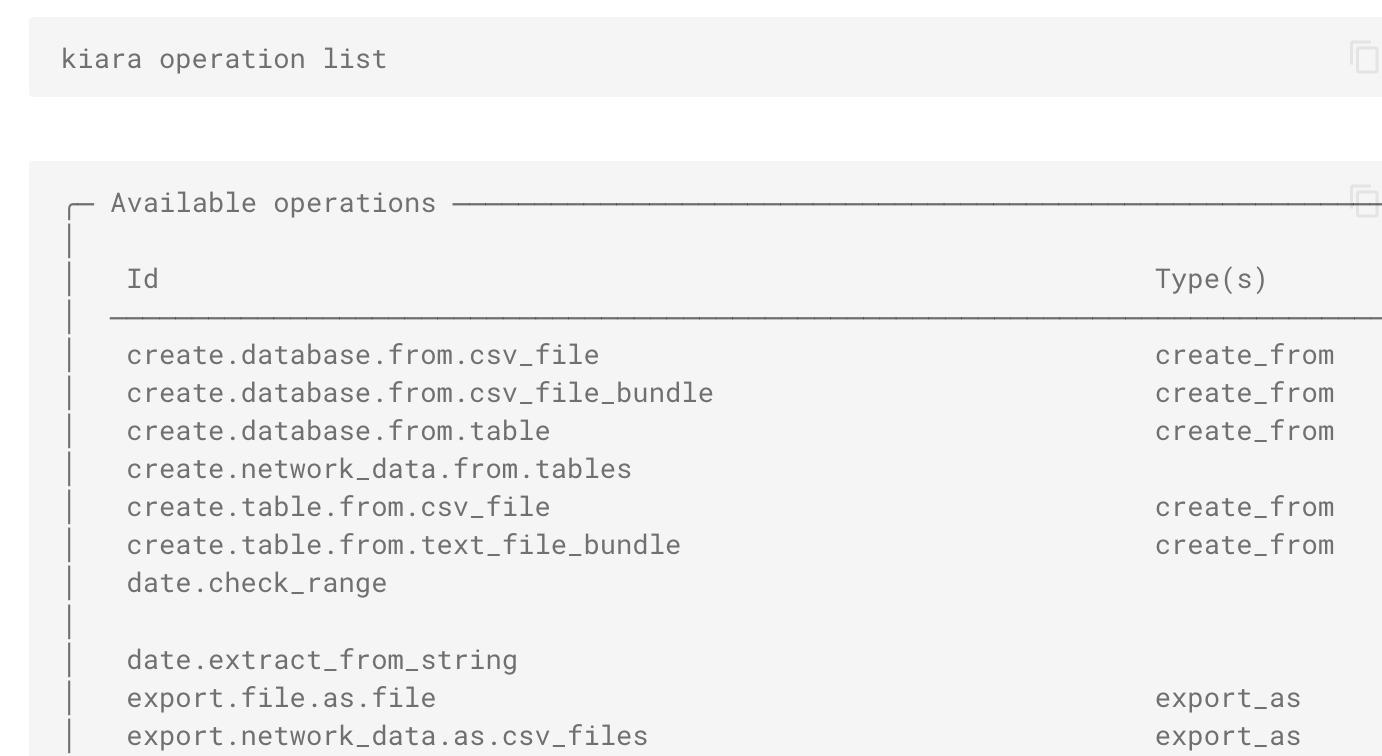 kiara operation list
Available operations
Id Type(s)
create.database.from.csv_file create_from
create.database.from.csv_file_bundle create_from
create.database.from.table create_from
create.network_data.from.tables
create.table.from.csv_file create_from
create.table.from.text_file_bundle create_from
date.check_range
date.extract_from_string
export.file.as.file export_as
export.network_data.as.csv_files export_as